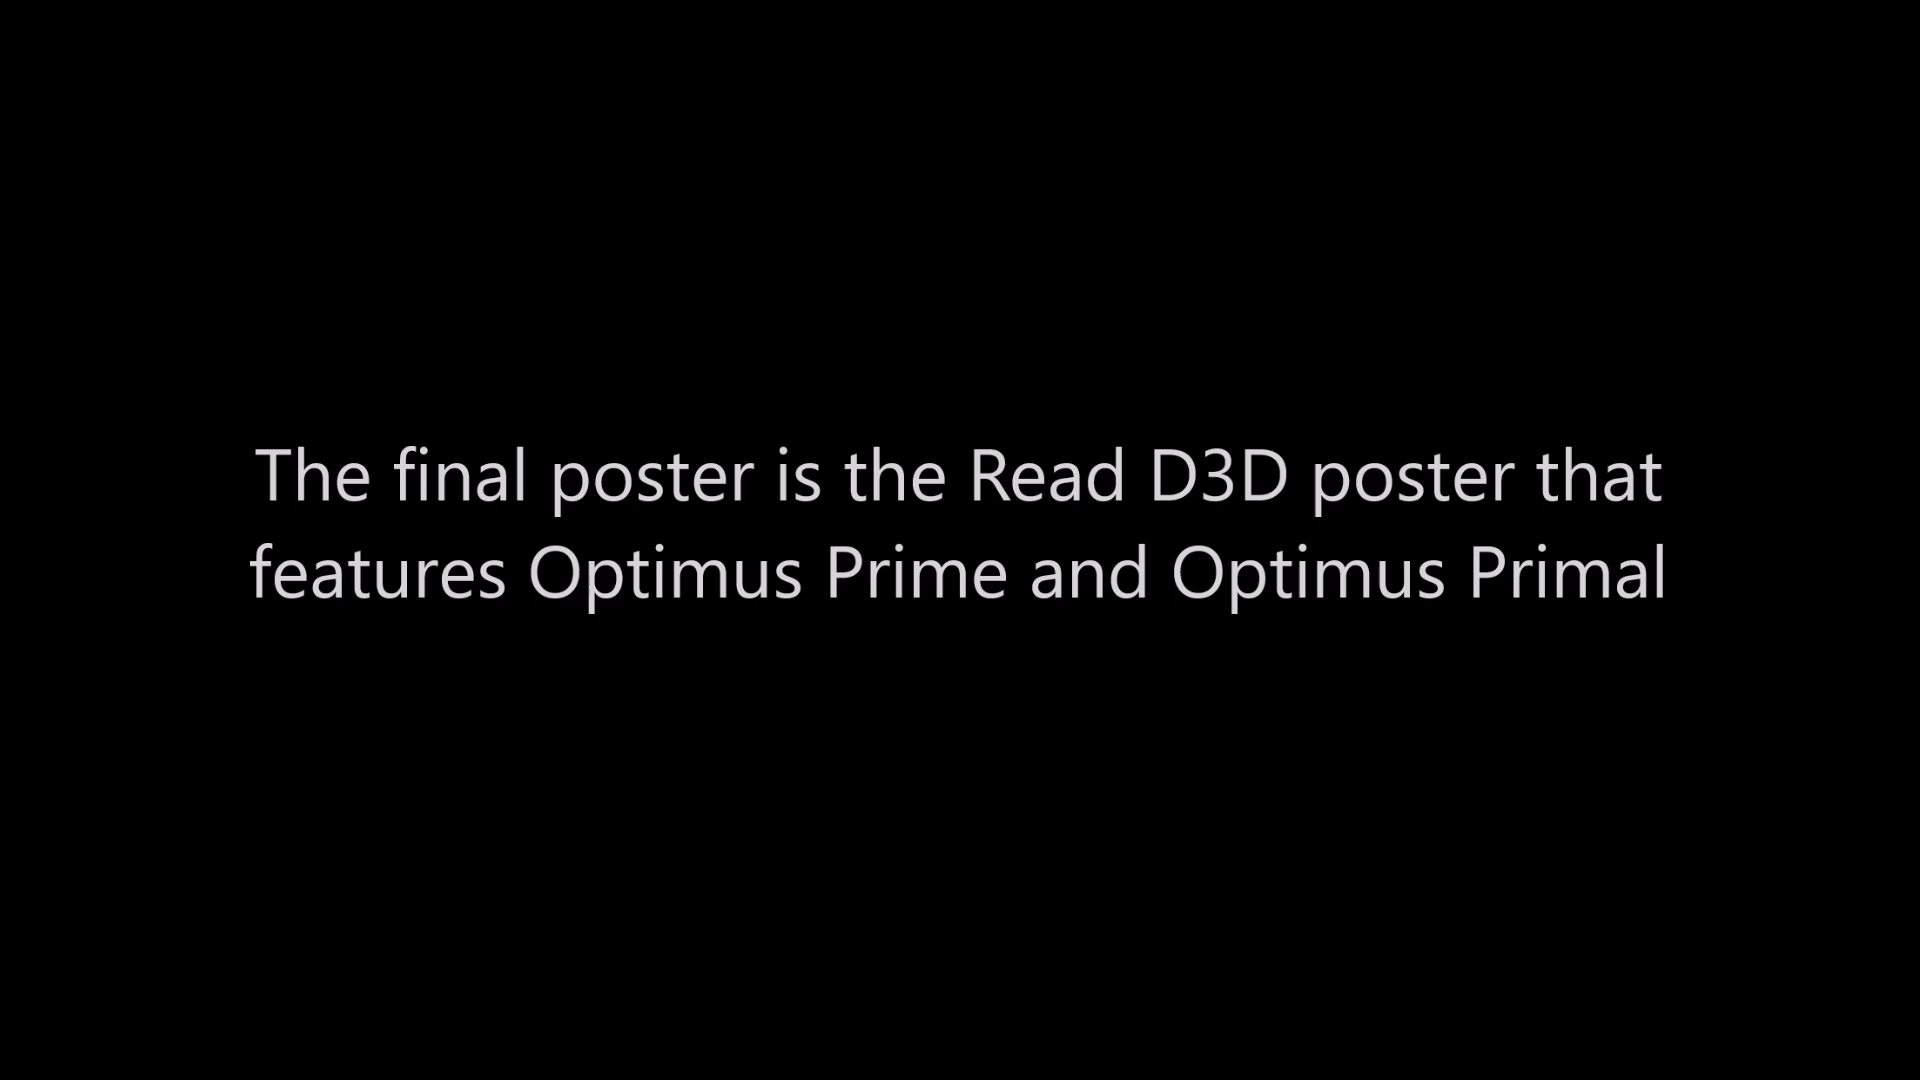 The final poster is the Read D3D poster that
features Optimus Prime and Optimus Primal